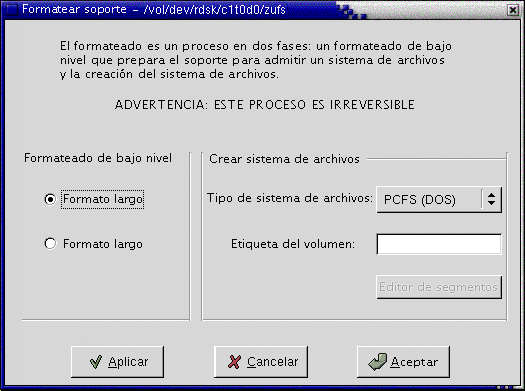 Formatear soporte – /vol/dev/rdsk/c1t0d0/zufs
El formateado es un proceso en dos fases: un formateado de bajo
nivel que prepara el soporte para admitir un sistema de archivos
y la creación del sistema de archivos.
ADVERTENCIA: ESTE PROCESO ES IRREVERSIBLE
Formateado de bajo nivel
Formato largo
Formato largo
Crear sistema de archivos
Tipo de sistema de archivos: PCFS (DOS)
Etiqueta del volumen:
Editor de segmentos
Aplicar Cancelar Aceptar